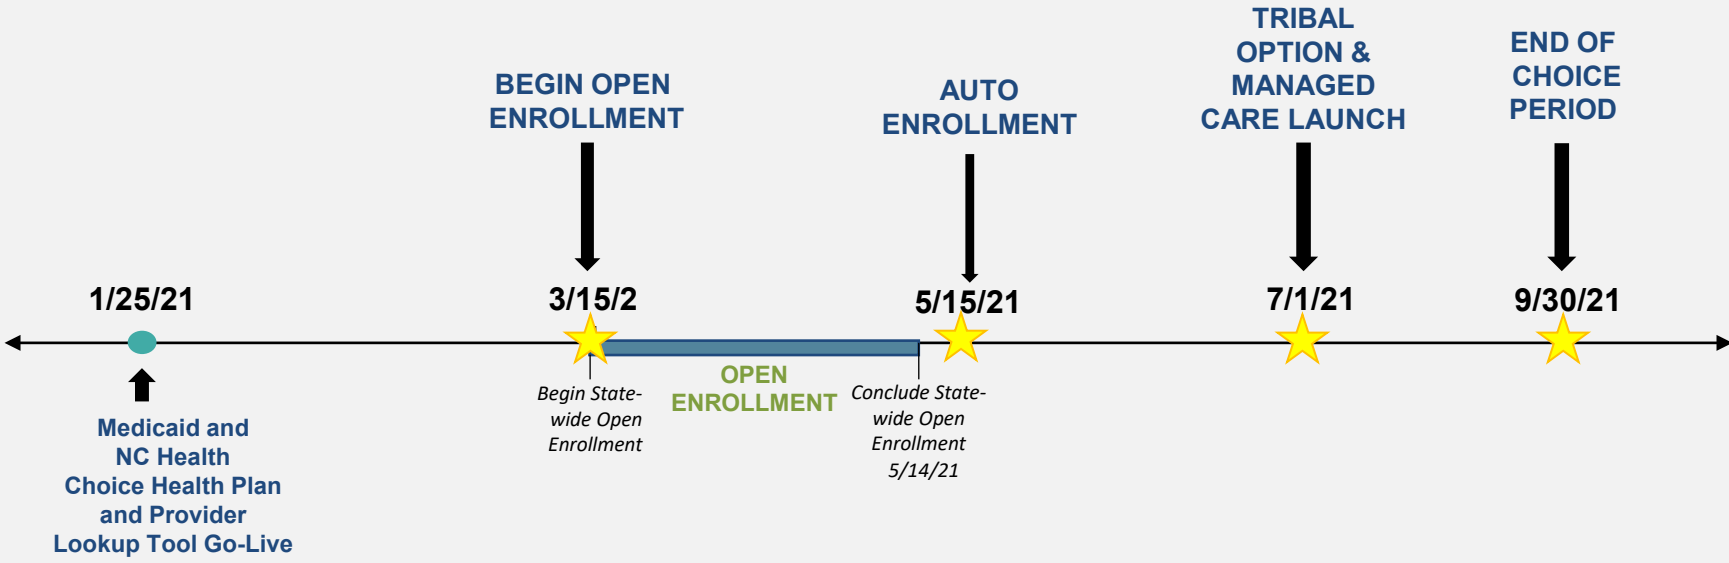 BEGIN OPEN
ENROLLMENT
AUTO
ENROLLMENT
TRIBAL
OPTION &
MANAGED
CARE LAUNCH
END OF
CHOICE
PERIOD
1/25/21
3/15/2
5/15/21
7/1/21
9/30/21
Medicaid and
NC Health
Choice Health Plan
and Provider
Lookup Tool Go-Live
Begin State-
wide Open
Enrollment
OPEN
ENROLLMENT
Conclude State-
wide Open
Enrollment
5/14/21